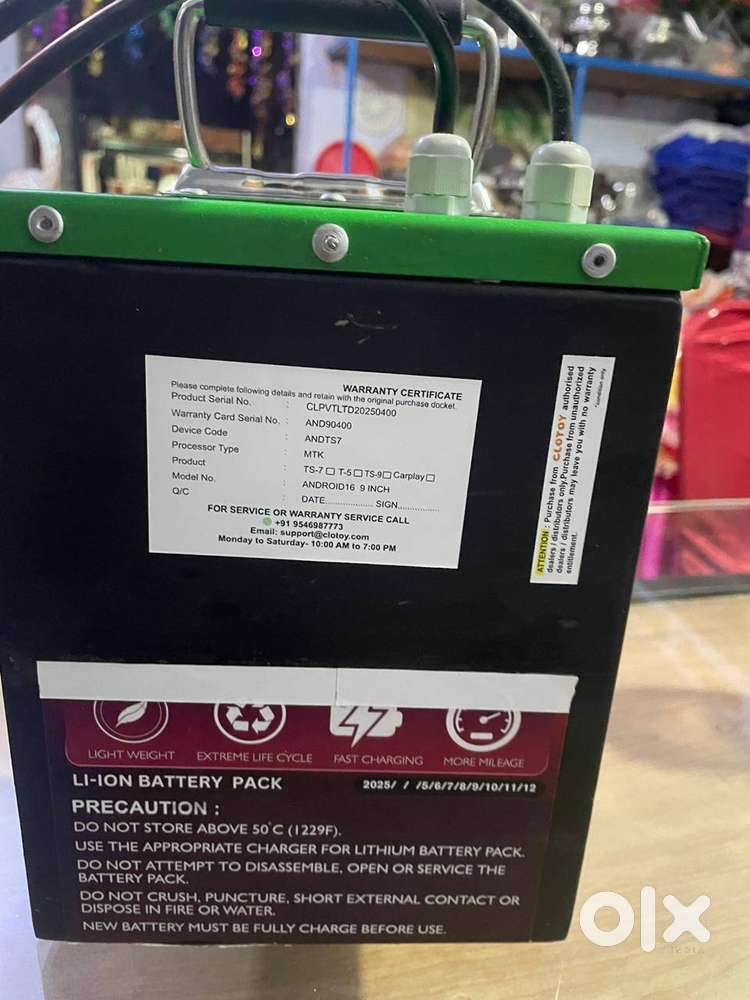 WARRANTY CERTIFICATE
Please complete following details and retain with the original purchase docket.
Product Serial No. : CLPVTLTD20250400
Warranty Card Serial No. : AND90400
Device Code : ANDTS7
Processor Type : MTK
Product : TS-7 □ T-5 □ TS-9 □ Carplay □
Model No. : ANDROID16 9 INCH
Q/C : DATE................... SIGN................
FOR SERVICE OR WARRANTY SERVICE CALL
+91 9546987773
Email: support@clotoy.com
Monday to Saturday- 10:00 AM to 7:00 PM
ATTENTION : Purchase from CLOTOY authorised
dealers / distributors only.Purchase from unauthorized
dealers / distributors may leave you with no warranty
entitlement.
*condition only
LIGHT WEIGHT
EXTREME LIFE CYCLE
FAST CHARGING
MORE MILEAGE
LI-ION BATTERY PACK
2025/ / /5/6/7/8/9/10/11/12
PRECAUTION :
DO NOT STORE ABOVE 50°C (1229F).
USE THE APPROPRIATE CHARGER FOR LITHIUM BATTERY PACK.
DO NOT ATTEMPT TO DISASSEMBLE, OPEN OR SERVICE THE
BATTERY PACK.
DO NOT CRUSH, PUNCTURE, SHORT EXTERNAL CONTACT OR
DISPOSE IN FIRE OR WATER.
NEW BATTERY MUST BE FULLY CHARGE BEFORE USE.
olx